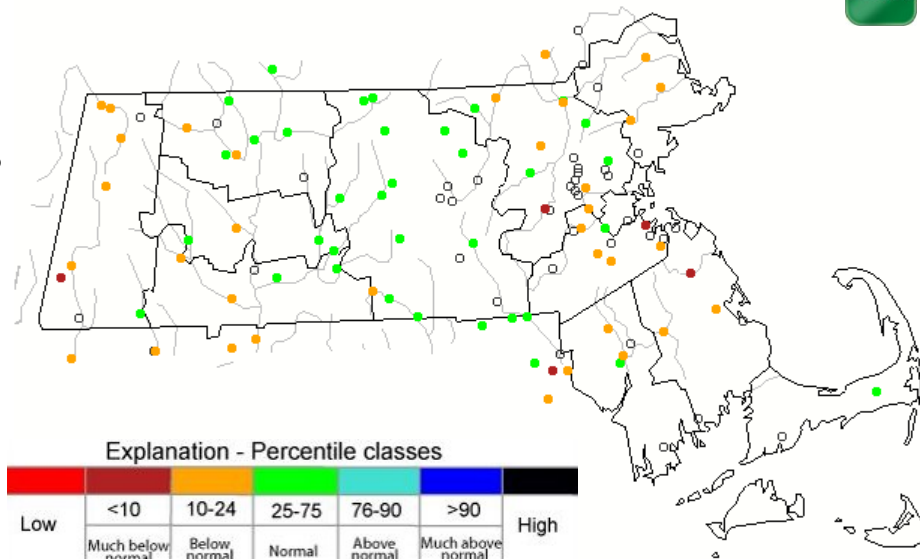 Explanation - Percentile classes
Low <10 10-24 25-75 76-90 >90 High
Much below Below Normal Above Much above
normal normal normal normal